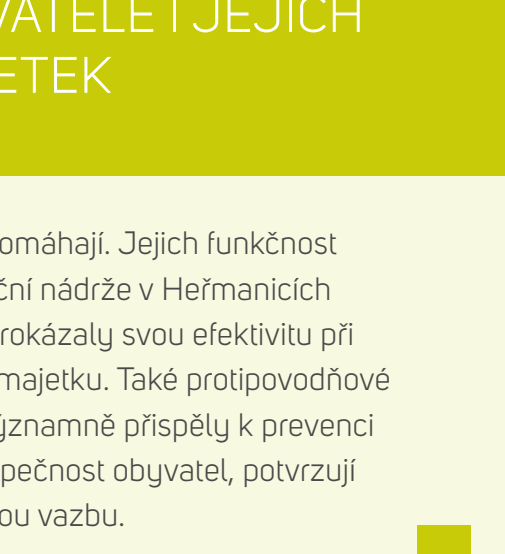 VATELE I JEJICH
ETEK
omáhají. Jejich funkčnost
ční nádrže v Heřmanicích
rokázaly svou efektivitu při
majetku. Také protipovodňové
ýznamně přispěly k prevenci
pečnost obyvatel, potvrzují
ou vazbu.